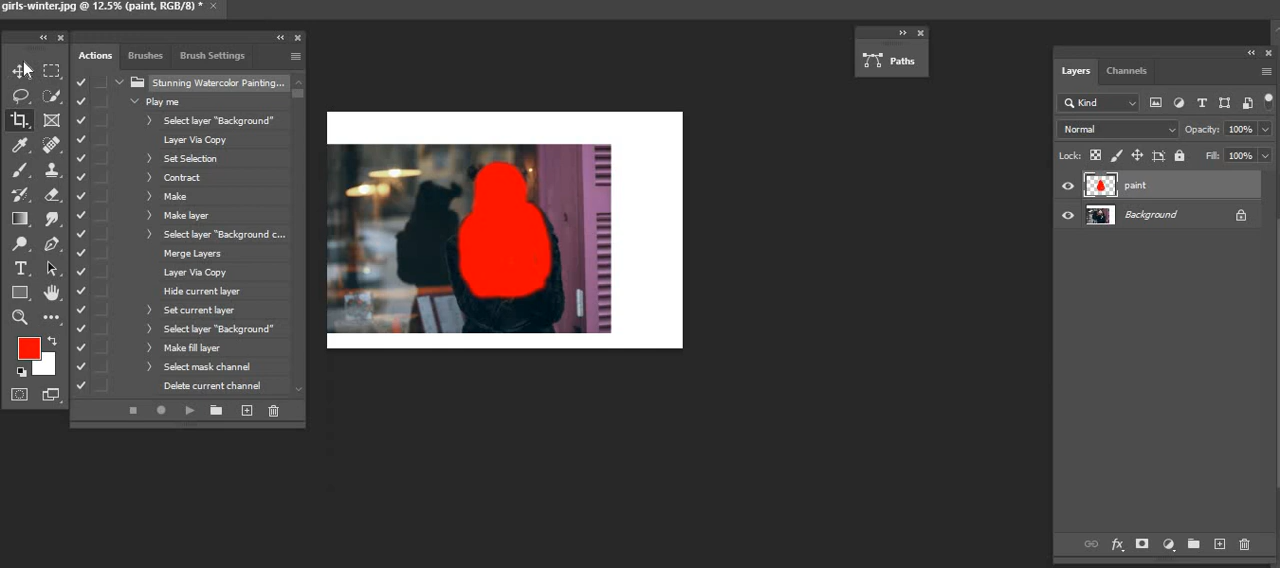 girls-winter.jpg @ 12.5% (paint, RGB/8) *
Actions
Brushes
Brush Settings
Stunning Watercolor Painting...
Play me
Select layer "Background"
Layer Via Copy
Set Selection
Contract
Make
Make layer
Select layer "Background c...
Merge Layers
Layer Via Copy
Hide current layer
Set current layer
Select layer "Background"
Make fill layer
Select mask channel
Delete current channel
Paths
Layers
Channels
Kind
Normal
Opacity: 100%
Lock:
Fill: 100%
paint
Background